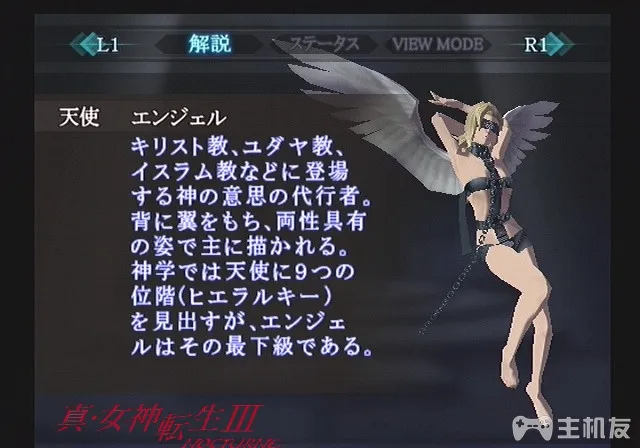 L1 解説 ステータス VIEW MODE R1
天使 エンジェル
キリスト教、ユダヤ教、
イスラム教などに登場
する神の意思の代行者。
背に翼をもち、両性具有
の姿で主に描かれる。
神学では天使に9つの
位階(ヒエラルキー)
を見出すが、エンジェ
ルはその最下級である。
真・女神転生III
NOCTURNE
主机友